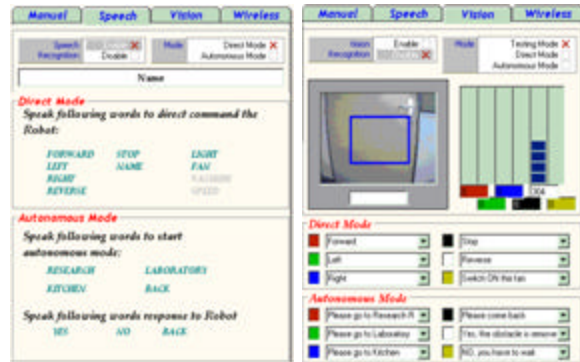 Manual Speech Vision Wireless
Speech Recognition
Enable
Disable
Mode
Direct Mode
Autonomous Mode
Name
Direct Mode
Speak following words to direct command the
Robot:
FORWARD STOP LIGHT
LEFT NAME FAN
RIGHT
REVERSE SPEED
Autonomous Mode
Speak following words to start
autonomous mode:
RESEARCH LABORATORY
KITCHEN BACK
Speak following words response to Robot
YES NO BACK
Manual Speech Vision Wireless
Vision Recognition
Enable
Disable
Mode
Testing Mode
Direct Mode
Autonomous Mode
304
Direct Mode
Forward Stop
Left Reverse
Right Switch ON the fan
Autonomous Mode
Please go to Research R Please come back
Please go to Laboratory Yes, the obstacle is remove
Please go to Kitchen NO, you have to wait